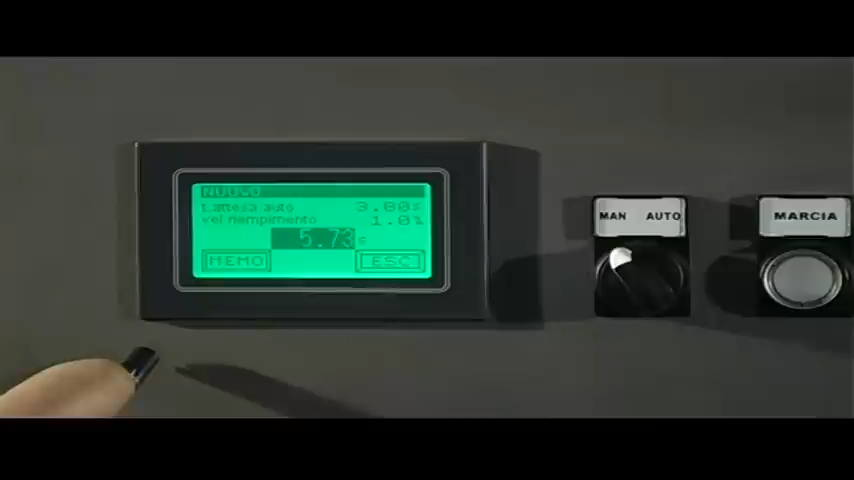 NUOVO
t.attesa auto 3.00s
vel riempimento 1.0%
5.73 s
MEMO ESC
MAN AUTO
MARCIA